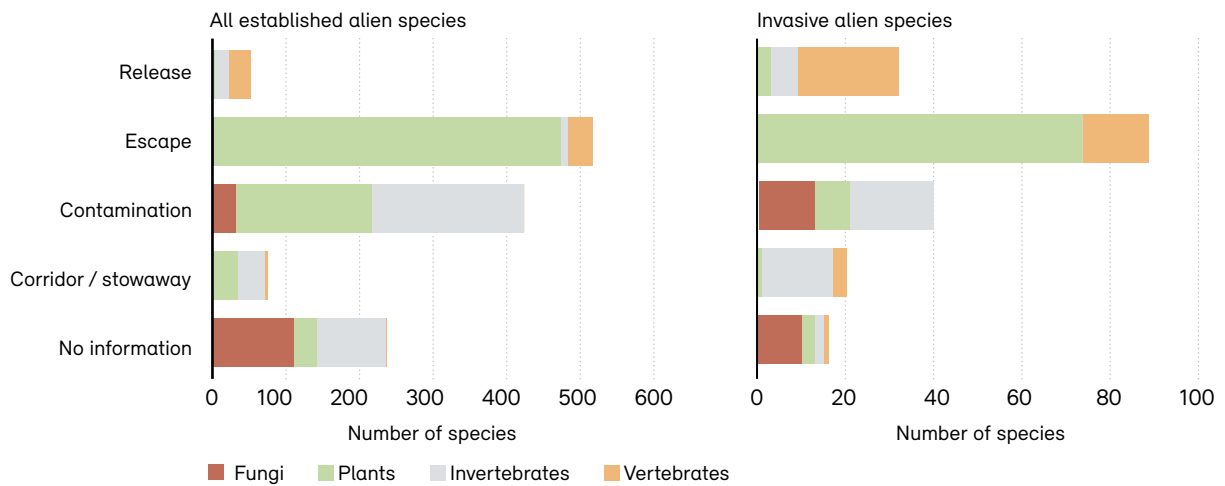 All established alien species
Release
Escape
Contamination
Corridor / stowaway
No information
0 100 200 300 400 500 600
Number of species
Invasive alien species
0 20 40 60 80 100
Number of species
Fungi Plants Invertebrates Vertebrates